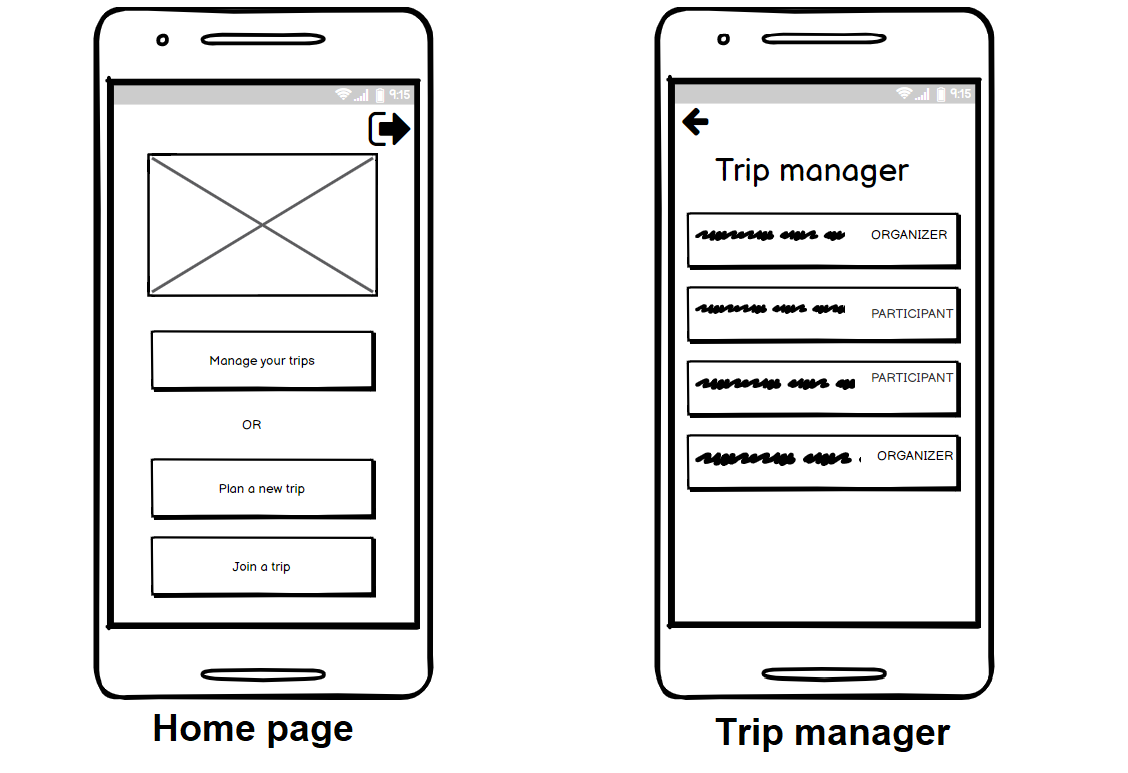 9:15
Manage your trips
OR
Plan a new trip
Join a trip
Home page
9:15
Trip manager
ORGANIZER
PARTICIPANT
PARTICIPANT
ORGANIZER
Trip manager